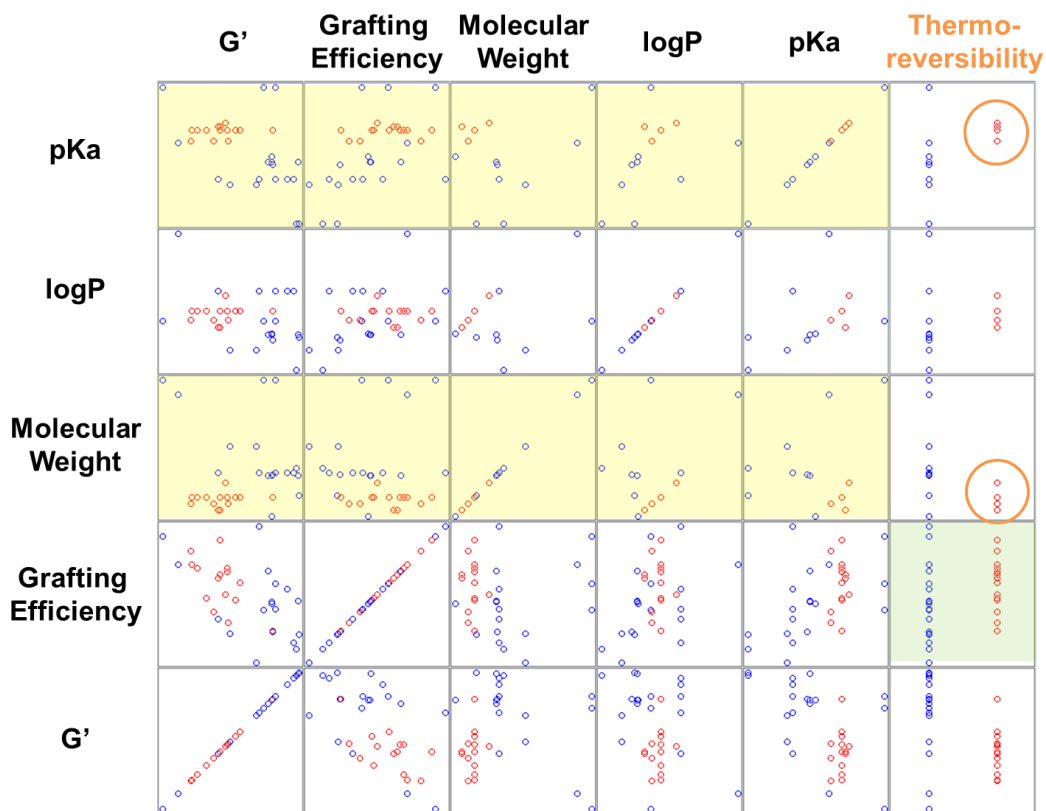 G’
Grafting
Efficiency
Molecular
Weight
logP
pKa
Thermo-
reversibility
pKa
logP
Molecular
Weight
Grafting
Efficiency
G’